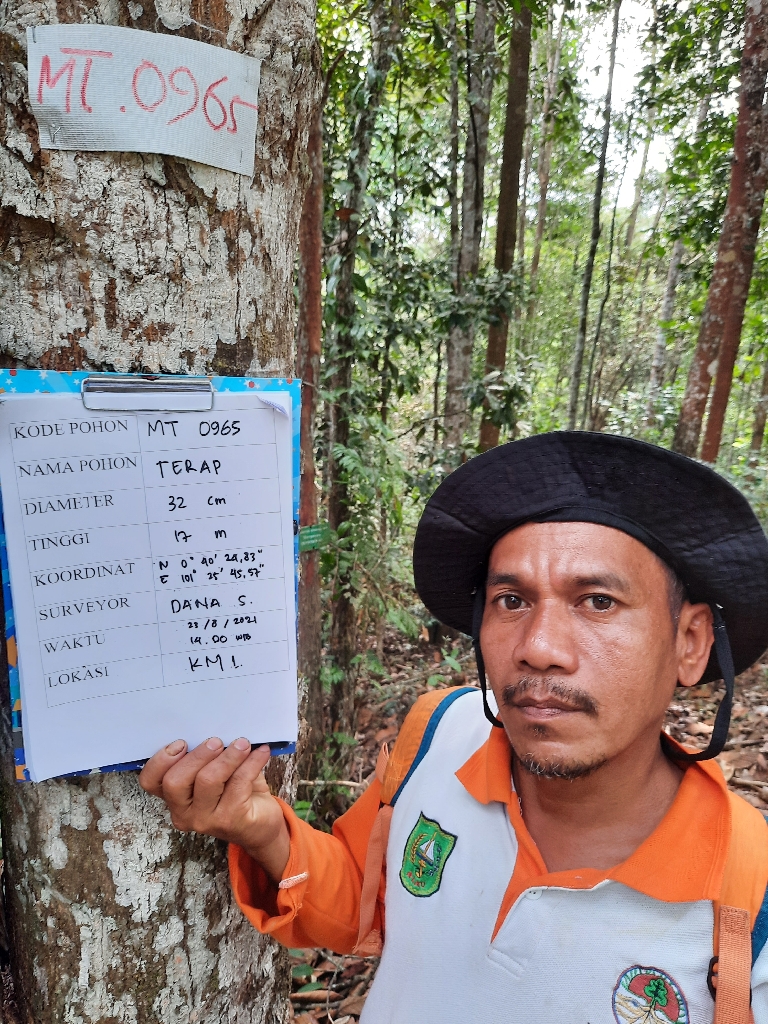 MT.0965
KODE POHON MT 0965
NAMA POHON TERAP
DIAMETER 32 cm
TINGGI 17 m
KOORDINAT N 0° 40' 24,83"
E 101° 25' 45,57"
SURVEYOR DANA S.
WAKTU 28/8/2021
14.00 WIB
LOKASI KM 1.